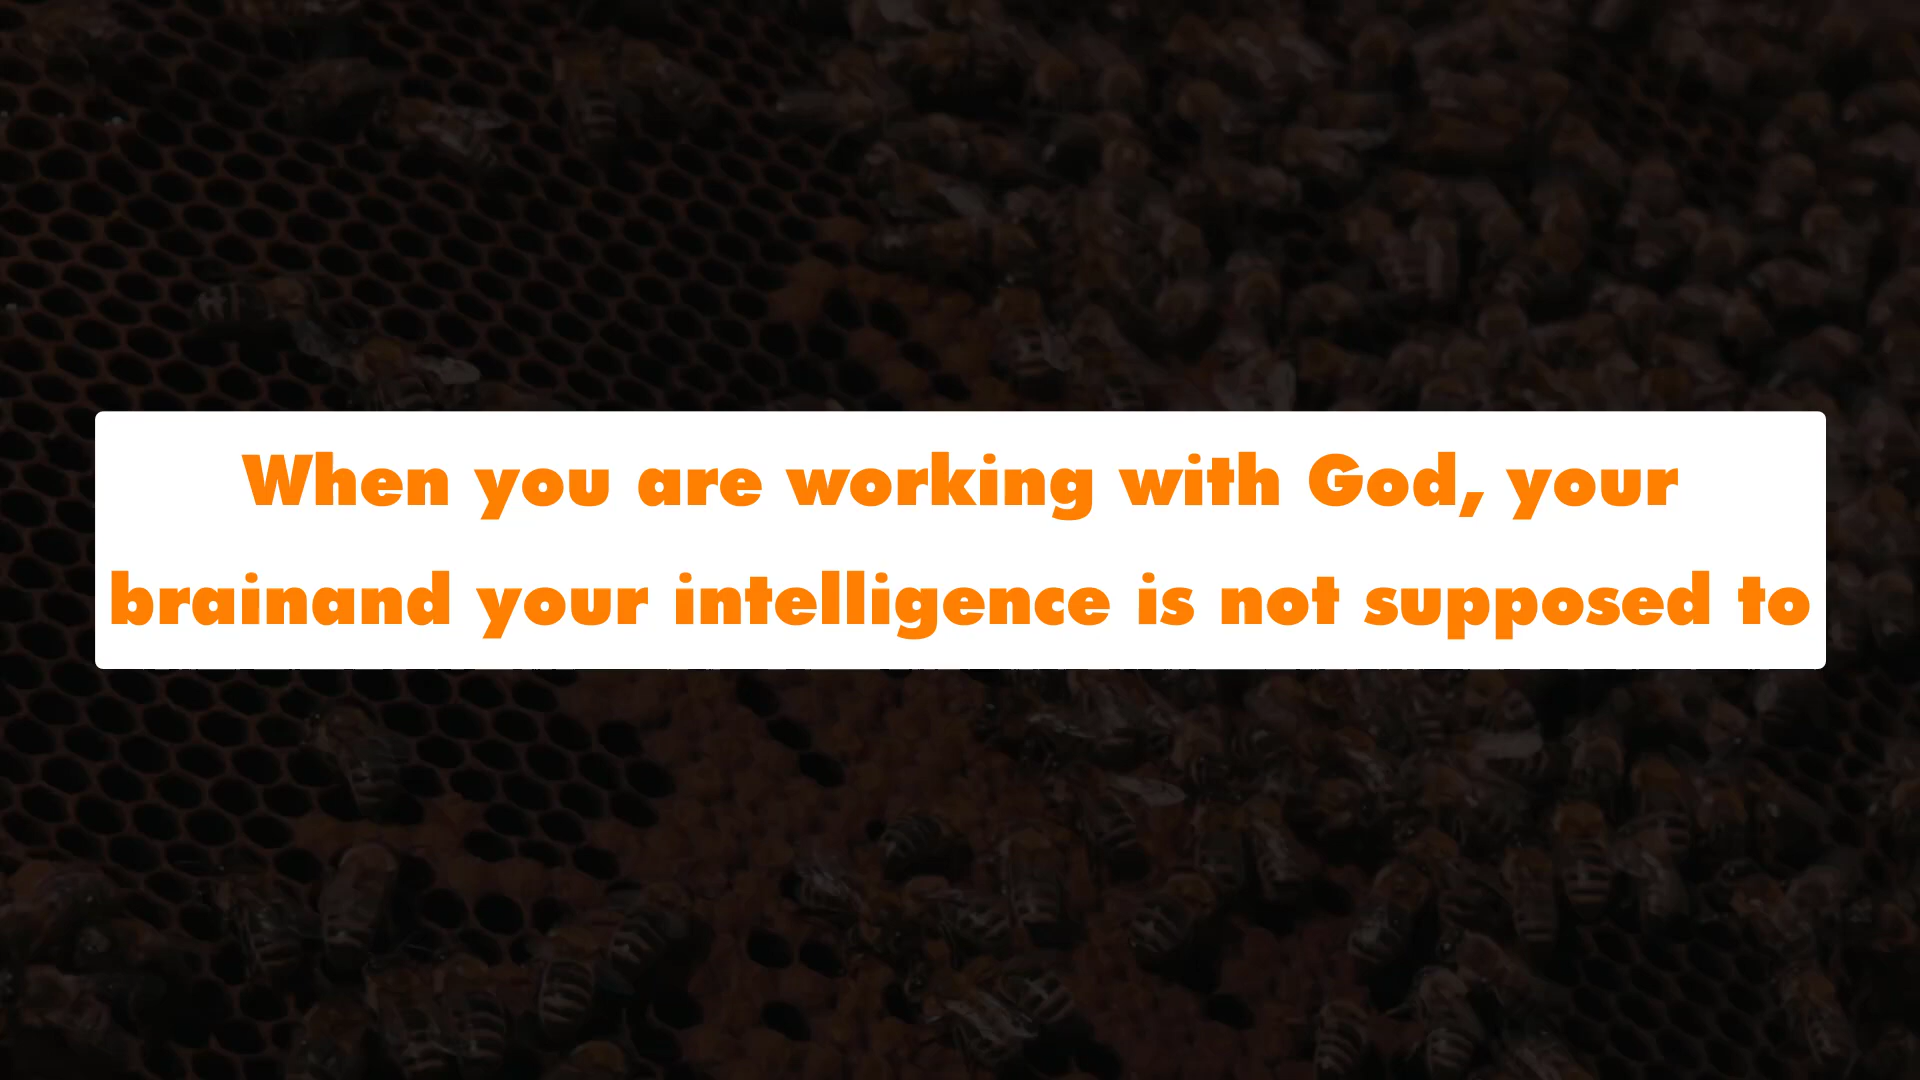 When you are working with God, your
brainand your intelligence is not supposed to